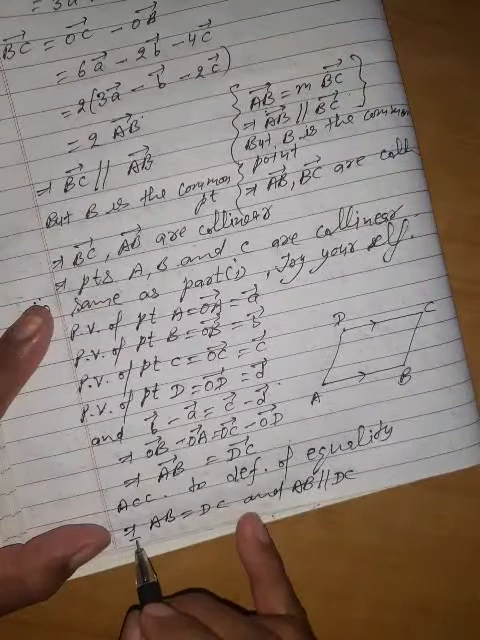 = 3a
BC = OC - OB
= 6a - 2b - 4c
= 2(3a - b - 2c)
= 2 AB
⇒ BC // AB
But B is the common pt
⇒ BC, AB are collinear
⇒ pts A, B and C are collinear
AB = m BC
⇒ AB // BC
But, B is the common
point
⇒ AB, BC are coll
same as part(i), Try your self.
P.V. of pt A = OA = a
P.V. of pt B = OB = b
P.V. of pt C = OC = c
P.V. of pt D = OD = d
and b - a = c - d
⇒ OB - OA = OC - OD
⇒ AB = DC
Acc. to def. of equality
⇒ AB = DC and AB // DC
D C
A B